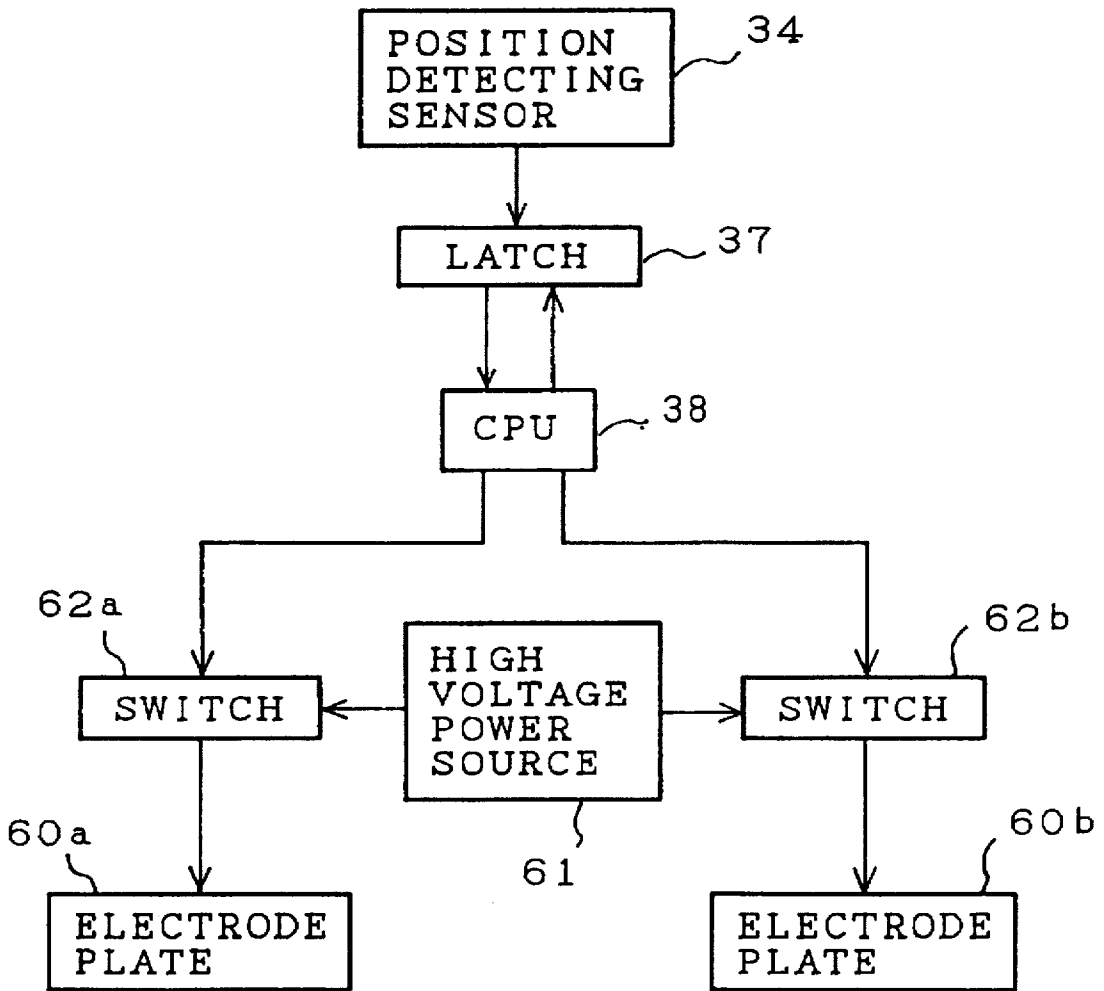 POSITION
DETECTING
SENSOR
34
LATCH
37
CPU
38
62a
62b
SWITCH
HIGH
VOLTAGE
POWER
SOURCE
SWITCH
60a
61
60b
ELECTRODE
PLATE
ELECTRODE
PLATE